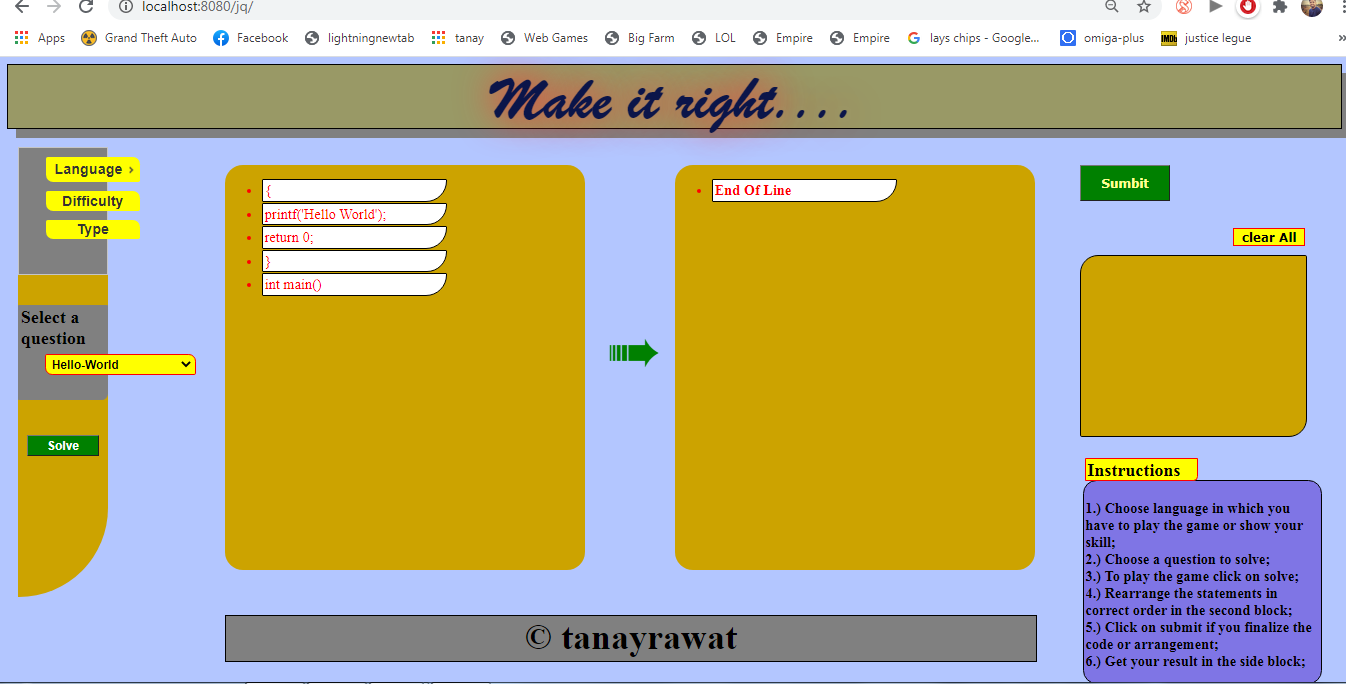 localhost:8080/jq/
Apps Grand Theft Auto Facebook lightningnewtab tanay Web Games Big Farm LOL Empire Empire lays chips - Google... omiga-plus IMDb justice legue »
Make it right....
Language ›
Difficulty
Type
Select a
question
Hello-World
Solve
{
printf('Hello World');
return 0;
}
int main()
End Of Line
Sumbit
clear All
Instructions
1.) Choose language in which you
have to play the game or show your
skill;
2.) Choose a question to solve;
3.) To play the game click on solve;
4.) Rearrange the statements in
correct order in the second block;
5.) Click on submit if you finalize the
code or arrangement;
6.) Get your result in the side block;
© tanayrawat